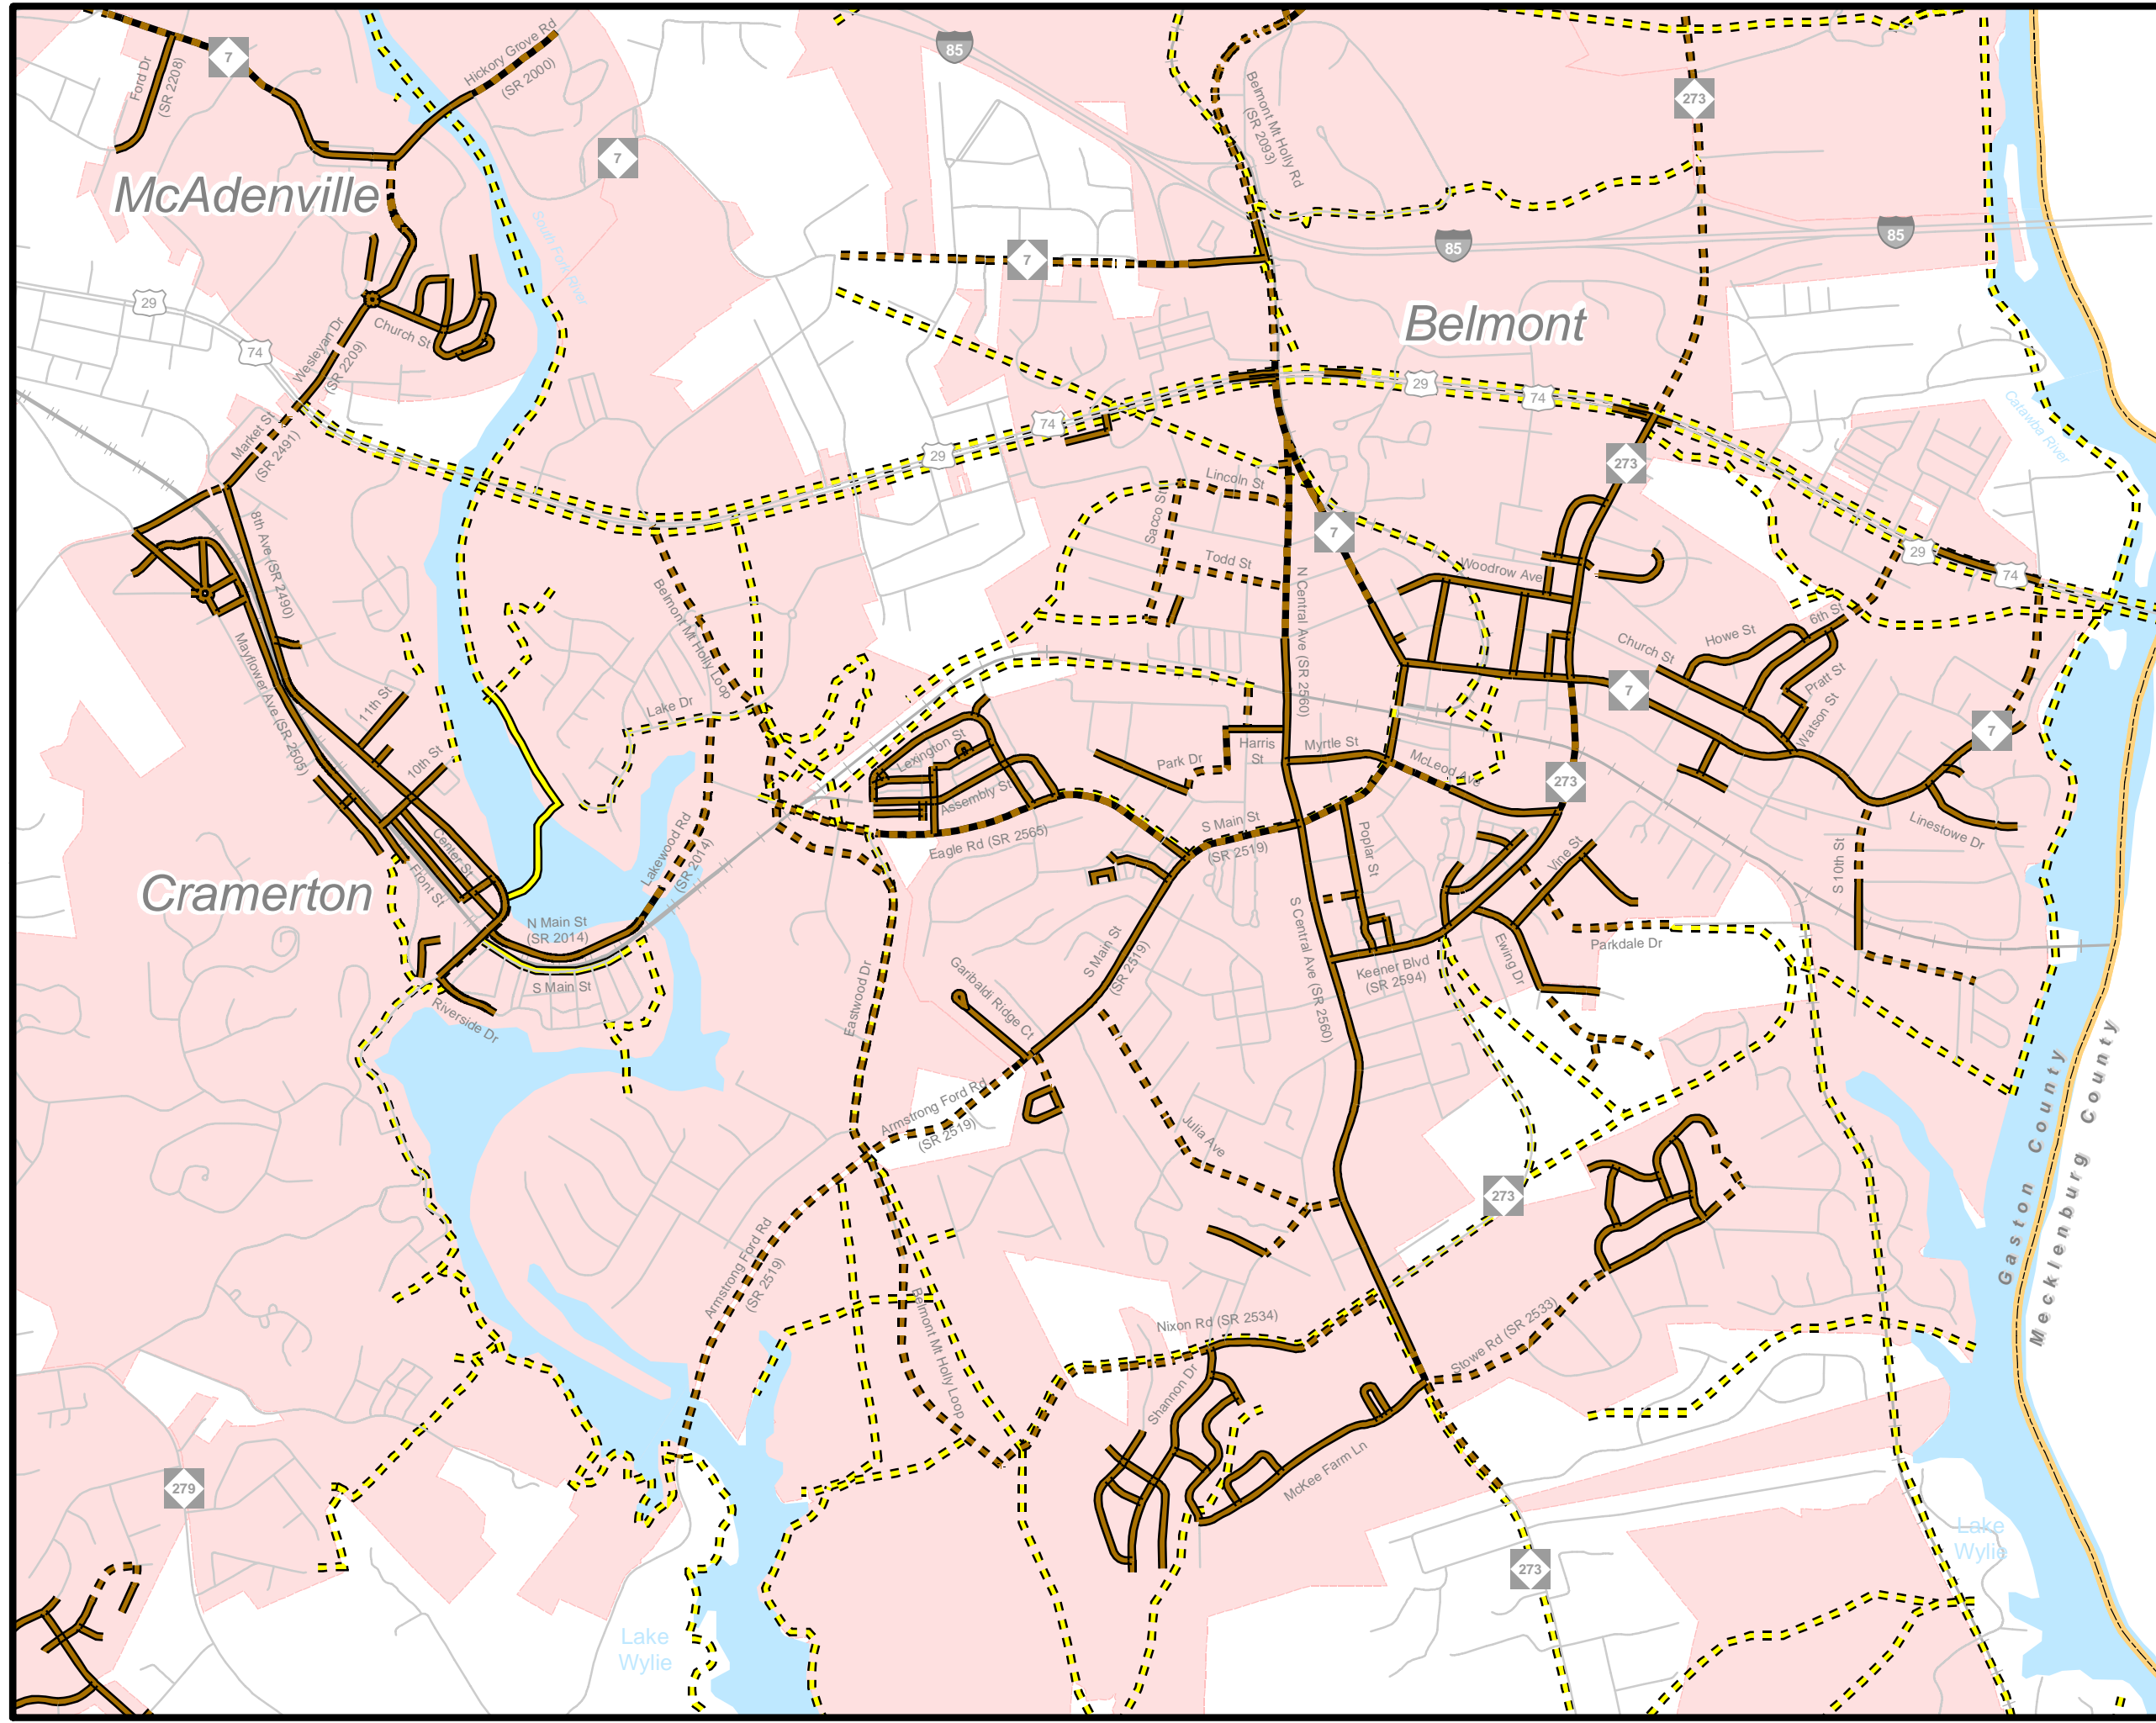 Hickory Grove Rd
(SR 2000)
Ford Dr
(SR 2208)
7
85
Belmont Mt Holly Rd
(SR 2093)
273
7
McAdenville
South Fork River
7
85
85
29
74
Wesleyan Dr
(SR 2209)
Church St
Belmont
29
74
Market St
(SR 2491)
74
29
273
Catawba River
Lincoln St
Sacco St
7
8th Ave (SR 2490)
Todd St
Woodrow Ave
29
74
Belmont Mt Holly Loop
N Central Ave (SR 2560)
6th St
Howe St
Church St
Pratt St
7
Mayflower Ave (SR 2505)
11th St
Lake Dr
Watson St
7
Lexington St
Harris
St
Myrtle St
Park Dr
McLeod Ave
10th St
273
Assembly St
Eagle Rd (SR 2565)
S Main St
(SR 2519)
Poplar St
Linestowe Dr
Center St
Lakewood Rd
(SR 2014)
Vine St
S 10th St
Cramerton
Front St
N Main St
(SR 2014)
S Main St
Riverside Dr
S Main St
(SR 2519)
S Central Ave (SR 2560)
Keener Blvd
(SR 2594)
Ewing Dr
Parkdale Dr
Garibaldi Ridge Ct
Eastwood Dr
Armstrong Ford Rd
(SR 2519)
Julia Ave
Gaston County
Mecklenburg County
273
Armstrong Ford Rd
(SR 2519)
Belmont Mt Holly Loop
Nixon Rd (SR 2534)
Stowe Rd (SR 2533)
Shannon Dr
McKee Farm Ln
279
Lake
Wylie
273
Lake
Wylie